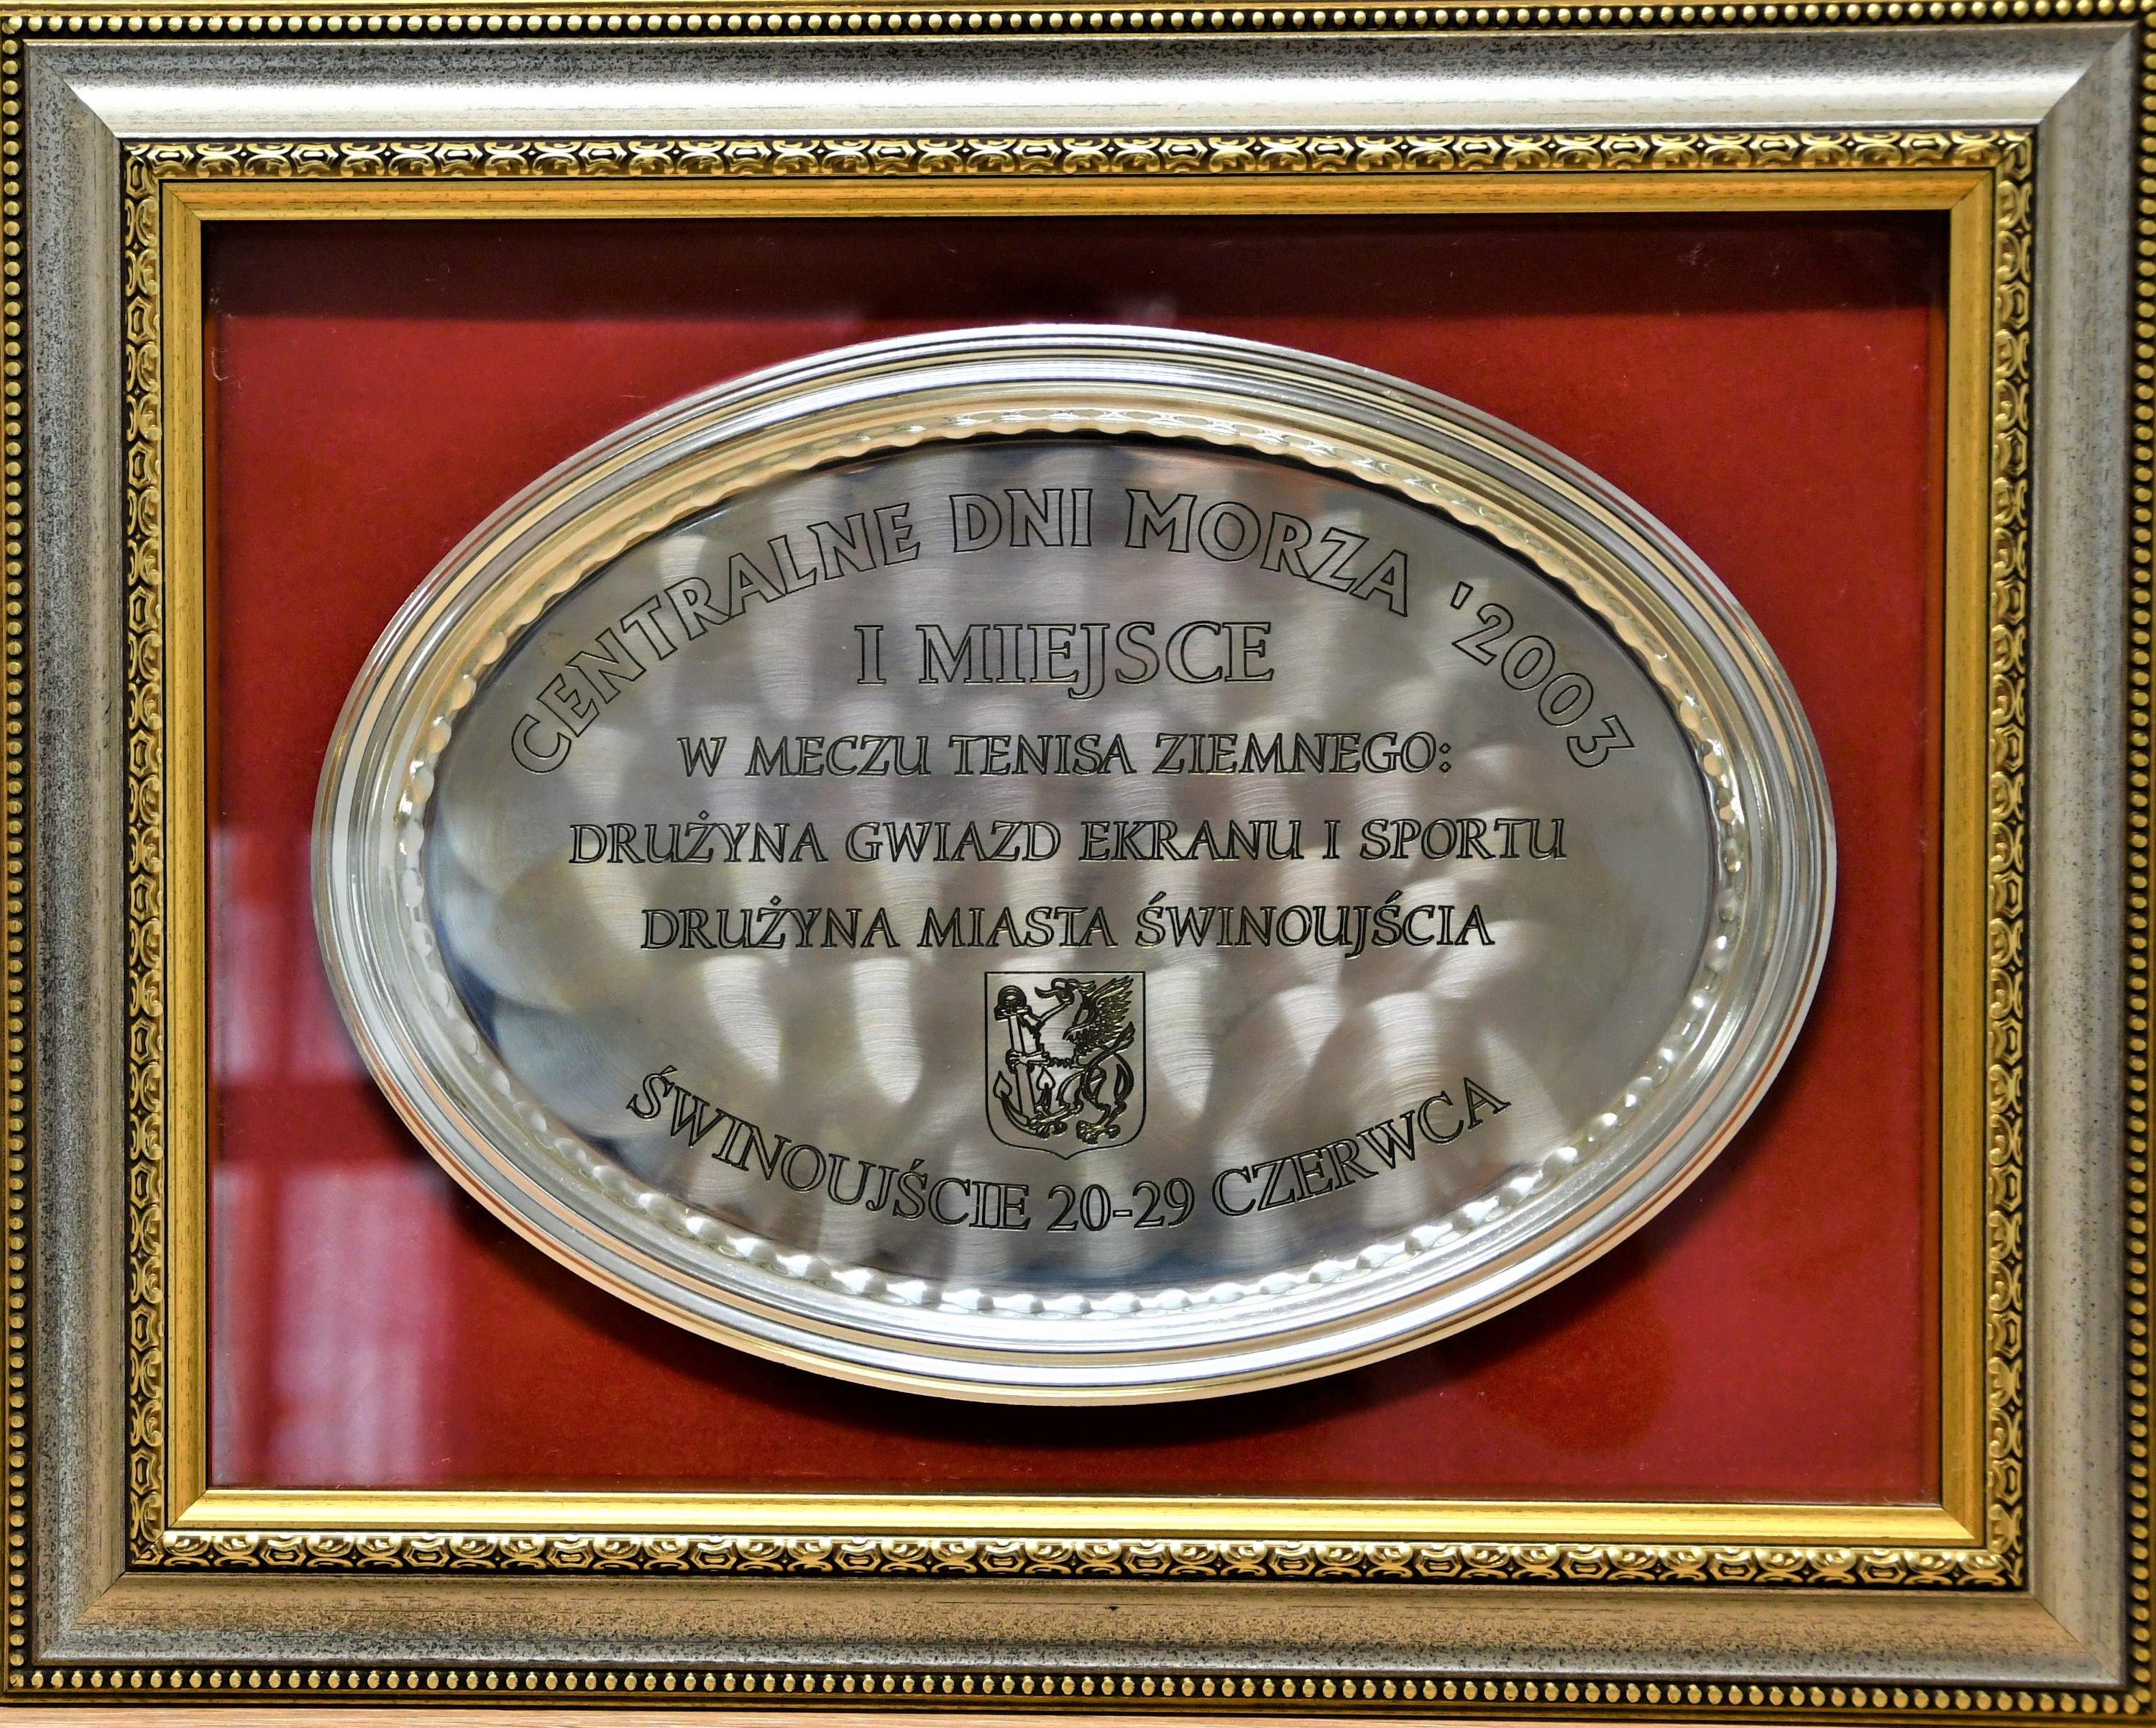 CENTRALNE DNI MORZA '2003
I MIEJSCE
W MECZU TENISA ZIEMNEGO:
DRUŻYNA GWIAZD EKRANU I SPORTU
DRUŻYNA MIASTA ŚWINOUJŚCIA
ŚWINOUJŚCIE 20-29 CZERWCA